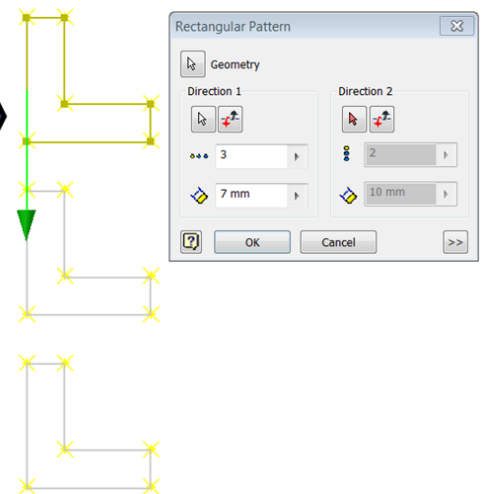 Rectangular Pattern
Geometry
Direction 1
Direction 2
3
2
7 mm
10 mm
OK
Cancel
>>